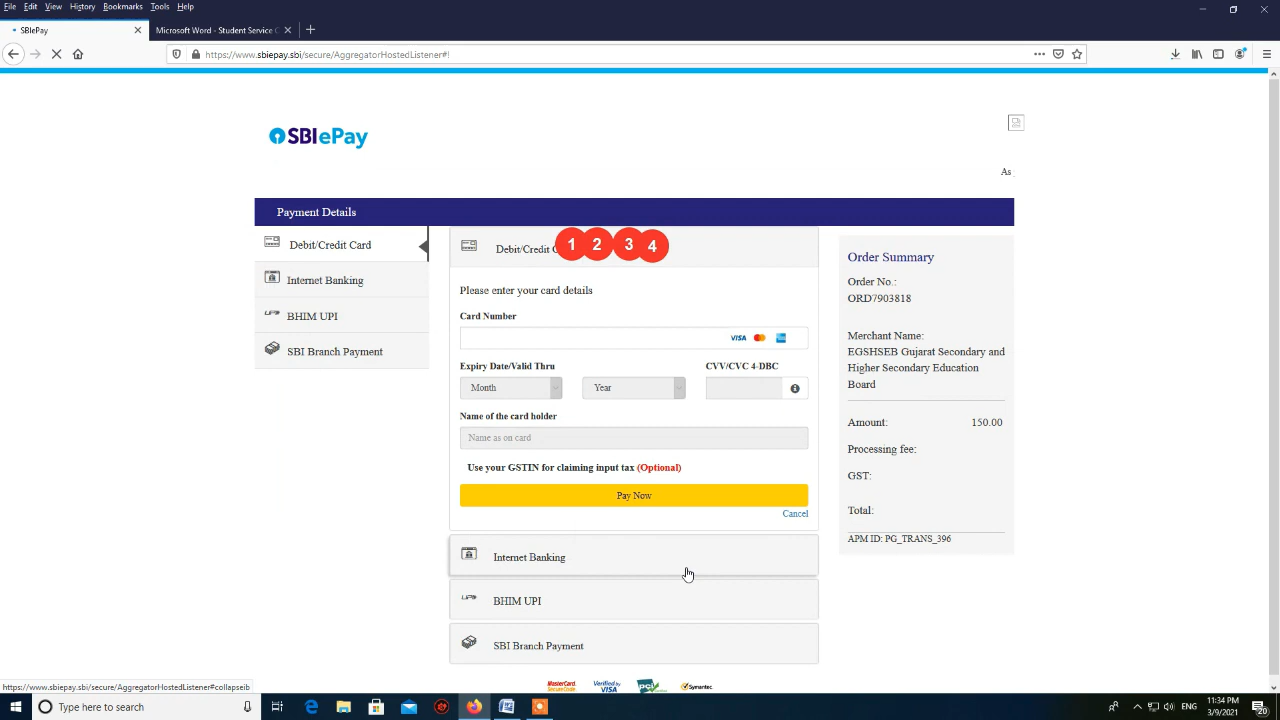 File Edit View History Bookmarks Tools Help
SBIePay
Microsoft Word - Student Service
https://www.sbiepay.sbi/secure/AggregatorHostedListener#!
SBIePay
As
Payment Details
Debit/Credit Card
Internet Banking
BHIM UPI
SBI Branch Payment
Debit/Credit
1 2 3 4
Please enter your card details
Card Number
VISA
Expiry Date/Valid Thru
CVV/CVC 4-DBC
Month
Year
Name of the card holder
Name as on card
Use your GSTIN for claiming input tax (Optional)
Pay Now
Cancel
Internet Banking
BHIM UPI
SBI Branch Payment
Order Summary
Order No.:
ORD7903818
Merchant Name:
EGSHSEB Gujarat Secondary and
Higher Secondary Education
Board
Amount: 150.00
Processing fee:
GST:
Total:
APM ID: PG_TRANS_396
MasterCard.
SecureCode.
Verified by
VISA
pci
Symantec.
https://www.sbiepay.sbi/secure/AggregatorHostedListener#collapseib
Type here to search
ENG
11:34 PM
3/9/2021
20